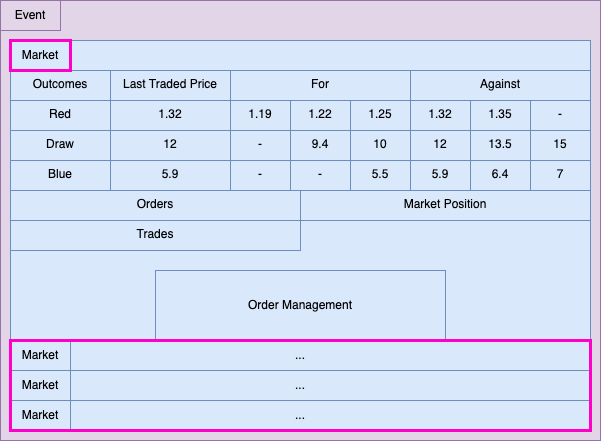 Event
Market
Outcomes Last Traded Price For Against
Red 1.32 1.19 1.22 1.25 1.32 1.35 -
Draw 12 - 9.4 10 12 13.5 15
Blue 5.9 - - 5.5 5.9 6.4 7
Orders Market Position
Trades
Order Management
Market ...
Market ...
Market ...